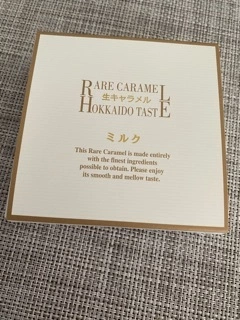 RARE CARAMEL
生キャラメル
HOKKAIDO TASTE
ミルク
This Rare Caramel is made entirely
with the finest ingredients
possible to obtain. Please enjoy
its smooth and mellow taste.